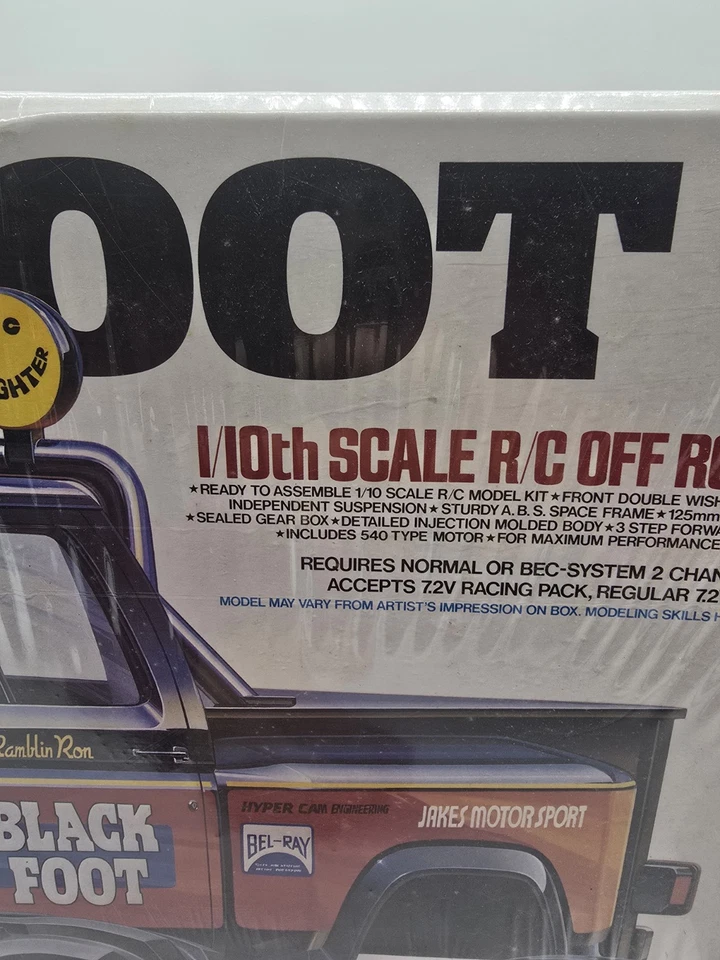 OOT
C
GHTER
1/10th SCALE R/C OFF RO
★READY TO ASSEMBLE 1/10 SCALE R/C MODEL KIT★FRONT DOUBLE WISH
INDEPENDENT SUSPENSION★STURDY A.B.S. SPACE FRAME★125mm
★SEALED GEAR BOX★DETAILED INJECTION MOLDED BODY★3 STEP FORWA
★INCLUDES 540 TYPE MOTOR★FOR MAXIMUM PERFORMANCE
REQUIRES NORMAL OR BEC-SYSTEM 2 CHAN
ACCEPTS 7.2V RACING PACK, REGULAR 7.2
MODEL MAY VARY FROM ARTIST'S IMPRESSION ON BOX. MODELING SKILLS H
Ramblin Ron
BLACK
FOOT
HYPER CAM ENGINEERING
JAKES MOTORSPORT
BEL-RAY